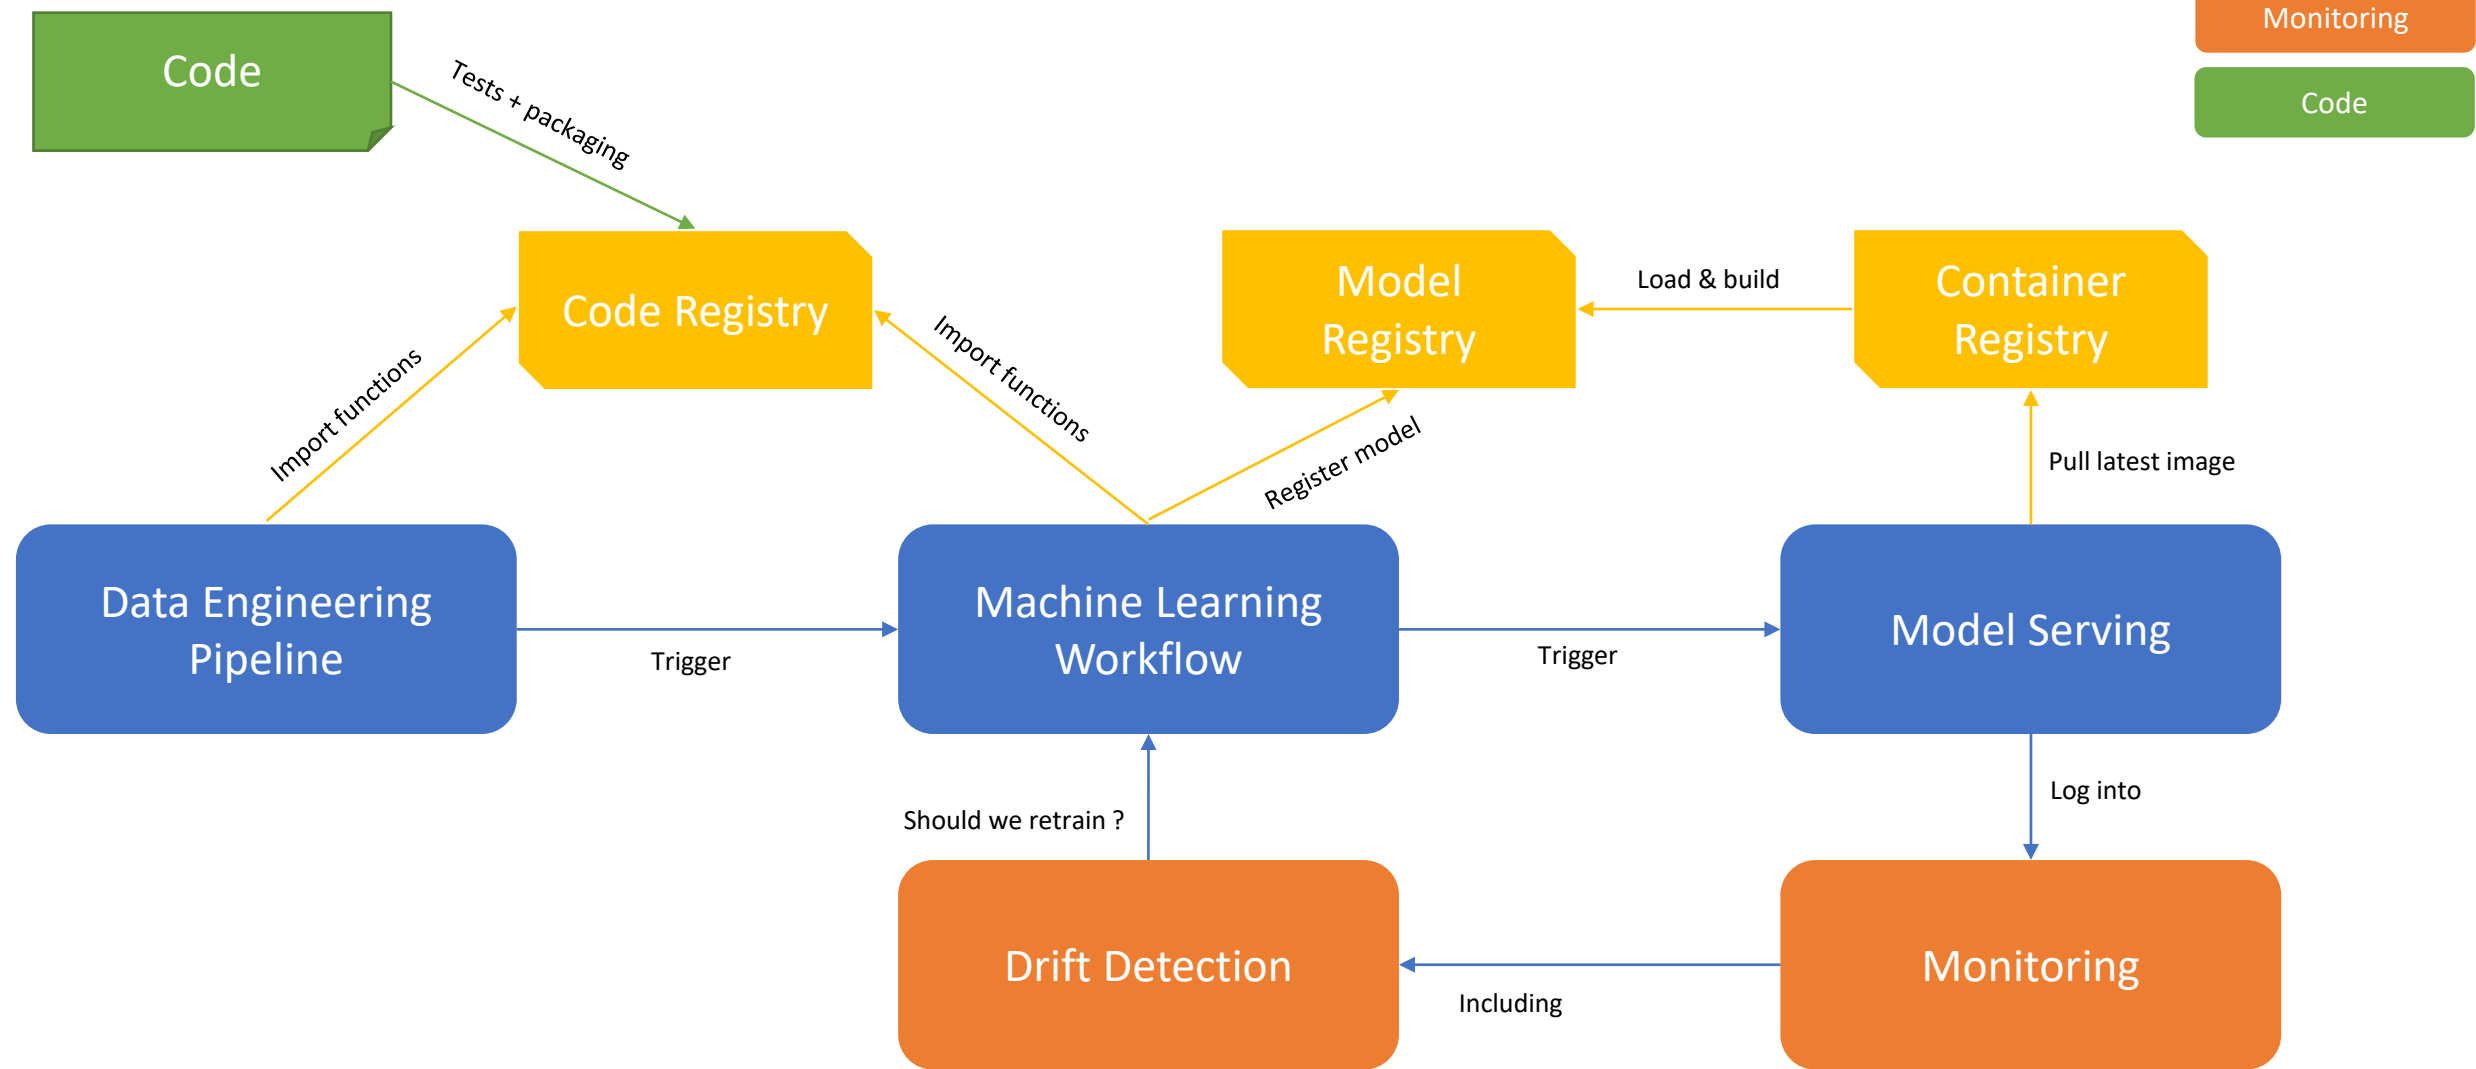 Monitoring
Code
Code
Tests + packaging
Code Registry
Model
Registry
Load & build
Container
Registry
Import functions
Import functions
Register model
Pull latest image
Data Engineering
Pipeline
Trigger
Machine Learning
Workflow
Trigger
Model Serving
Should we retrain ?
Log into
Drift Detection
Including
Monitoring